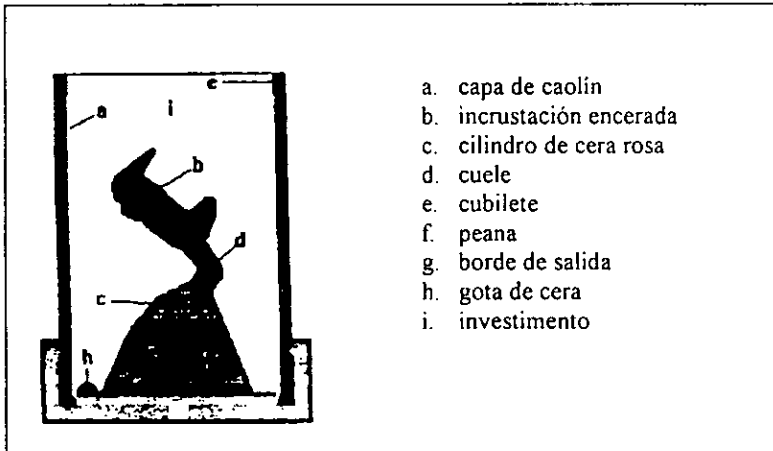 e
a
i
b
d
c
h
a. capa de caolín
b. incrustación encerada
c. cilindro de cera rosa
d. cuele
e. cubilete
f. peana
g. borde de salida
h. gota de cera
i. investimento